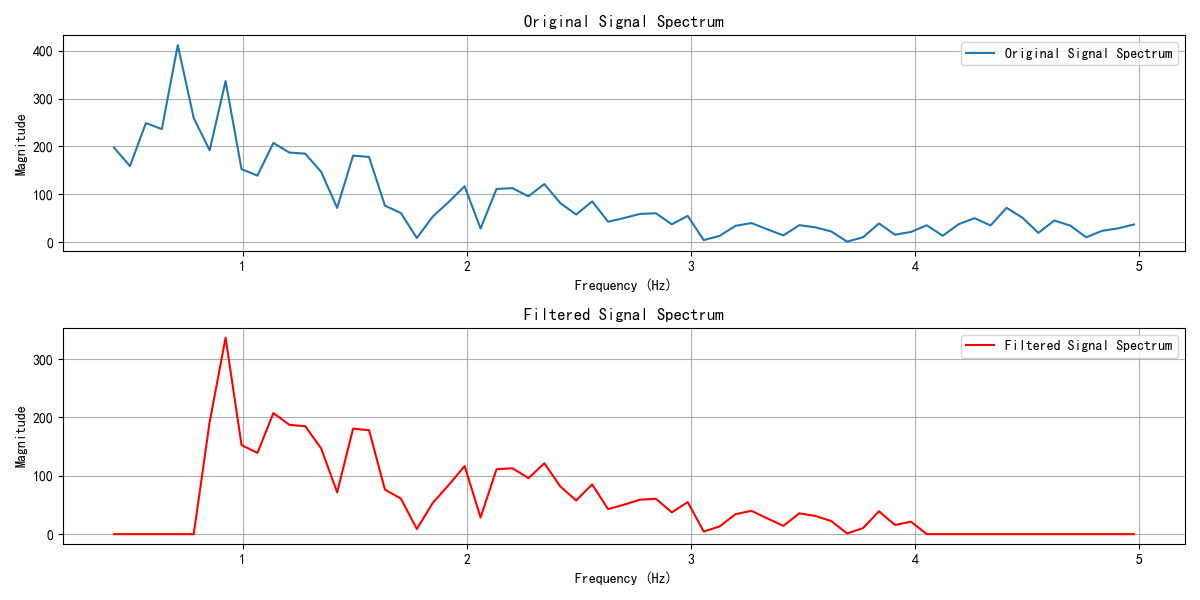 Original Signal Spectrum
Original Signal Spectrum
400
300
200
100
0
Magnitude
1 2 3 4 5
Frequency (Hz)
Filtered Signal Spectrum
Filtered Signal Spectrum
300
200
100
0
Magnitude
1 2 3 4 5
Frequency (Hz)